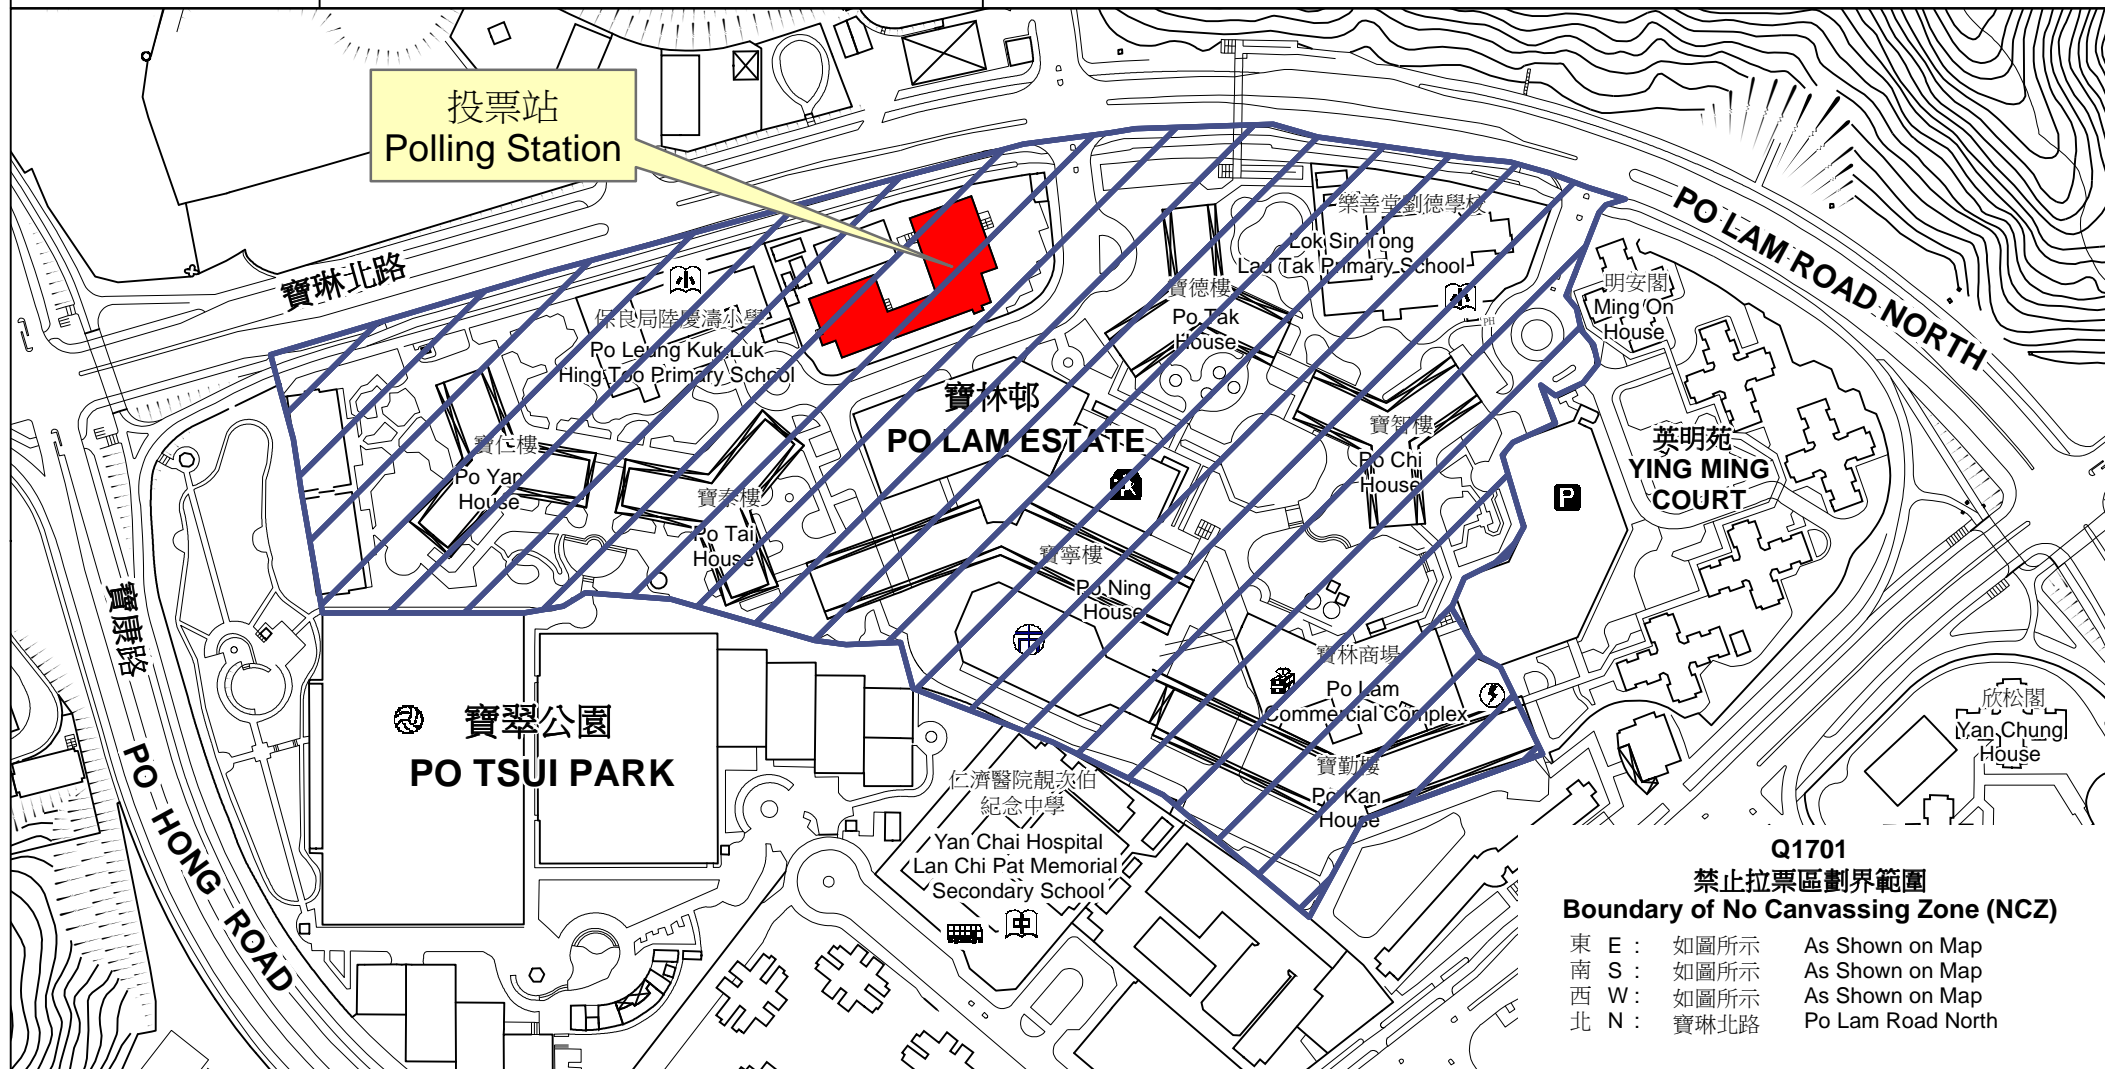 投票站
Polling Station
寶琳北路
PO LAM ROAD NORTH
樂善堂劉德學校
Lok Sin Tong
Lau Tak Primary School
小
保良局陸慶濤小學
Po Leung Kuk Luk
Hing Too Primary School
小
寶德樓
Po Tak
House
明安閣
Ming On
House
寶林邨
PO LAM ESTATE
寶智樓
Po Chi
House
英明苑
YING MING
COURT
P
寶仁樓
Po Yan
House
寶泰樓
Po Tai
House
寶寧樓
Po Ning
House
寶康路
PO HONG ROAD
寶翠公園
PO TSUI PARK
寶林商場
Po Lam
Commercial Complex
寶勤樓
Po Kan
House
欣松閣
Yan Chung
House
仁濟醫院靚次伯
紀念中學
Yan Chai Hospital
Lan Chi Pat Memorial
Secondary School
中
Q1701
禁止拉票區劃界範圍
Boundary of No Canvassing Zone (NCZ)
東 E : 如圖所示 As Shown on Map
南 S : 如圖所示 As Shown on Map
西 W : 如圖所示 As Shown on Map
北 N : 寶琳北路 Po Lam Road North